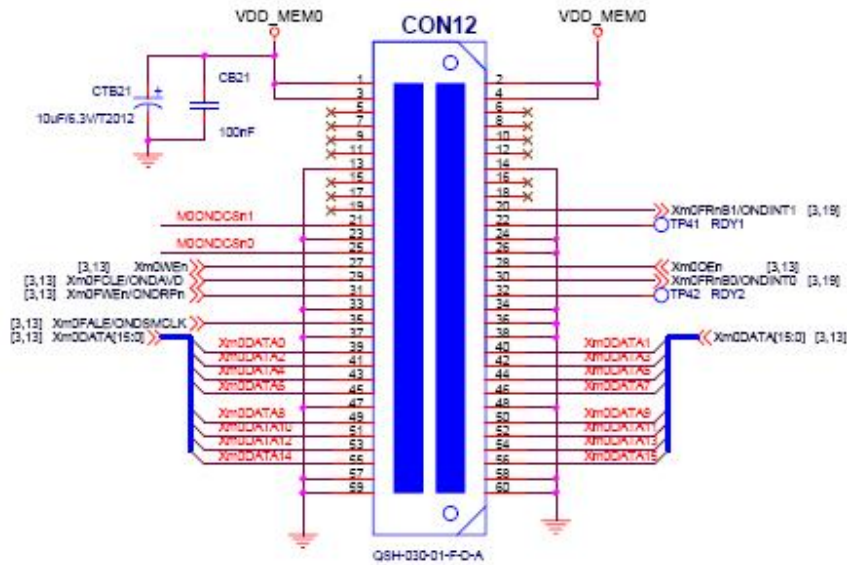 VDD_MEM0 CON12 VDD_MEM0
CTB21 + CB21
10uF/6.3V/T2012 100nF
1 2
3 4
5 6
7 8
9 10
11 12
13 14
15 16
17 18
19 20 Xm0FRnB1/ONDINT1 [3,19]
M0ONDCSn1 21 22 TP41 RDY1
23 24
M0ONDCSn0 25 26
[3,13] Xm0WEn 27 28 Xm0OEn [3,13]
[3,13] Xm0FCLE/ONDAVD 29 30 Xm0FRnB0/ONDINT0 [3,19]
[3,13] Xm0FWEn/ONDRPn 31 32 TP42 RDY2
33 34
[3,13] Xm0FALE/ONDSMCLK 35 36
[3,13] Xm0DATA[15:0] 37 38 Xm0DATA[15:0] [3,13]
Xm0DATA0 39 40 Xm0DATA1
Xm0DATA2 41 42 Xm0DATA3
Xm0DATA4 43 44 Xm0DATA5
Xm0DATA6 45 46 Xm0DATA7
47 48
Xm0DATA8 49 50 Xm0DATA9
Xm0DATA10 51 52 Xm0DATA11
Xm0DATA12 53 54 Xm0DATA13
Xm0DATA14 55 56 Xm0DATA15
57 58
59 60
QSH-030-01-F-D-A